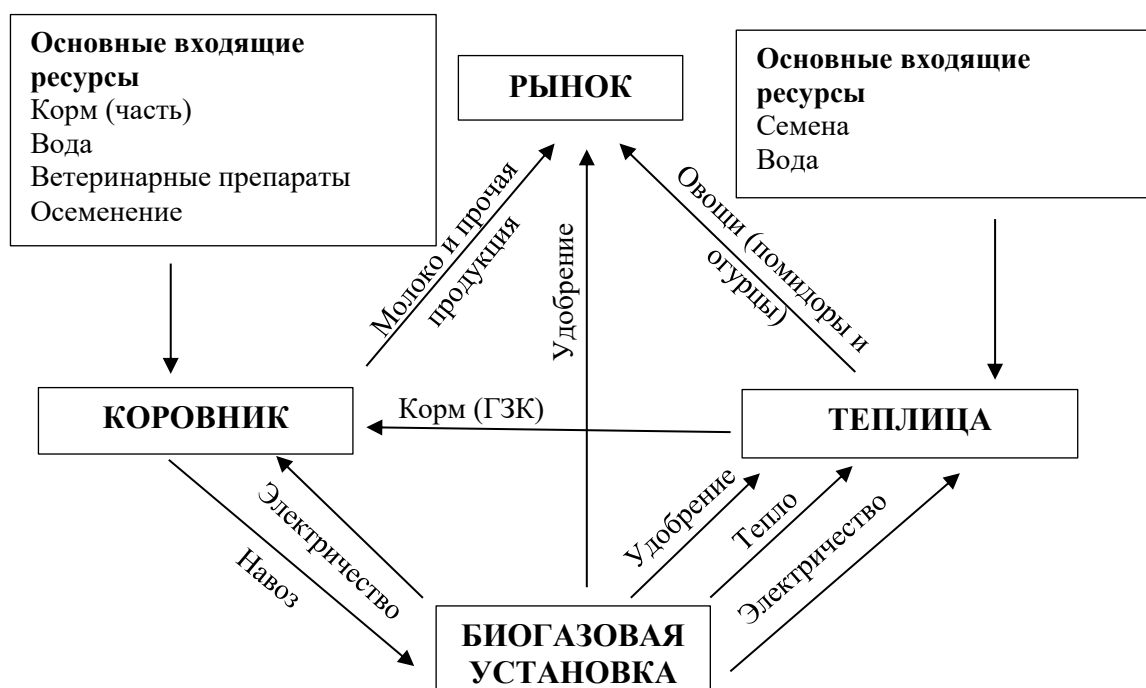 Основные входящие
ресурсы
Корм (часть)
Вода
Ветеринарные препараты
Осеменение
РЫНОК
Основные входящие
ресурсы
Семена
Вода
Молоко и прочая
продукция
Удобрение
Овощи (помидоры и
огурцы)
КОРОВНИК
Корм (ГЗК)
ТЕПЛИЦА
Электричество
Навоз
Удобрение
Тепло
Электричество
БИОГАЗОВАЯ
УСТАНОВКА